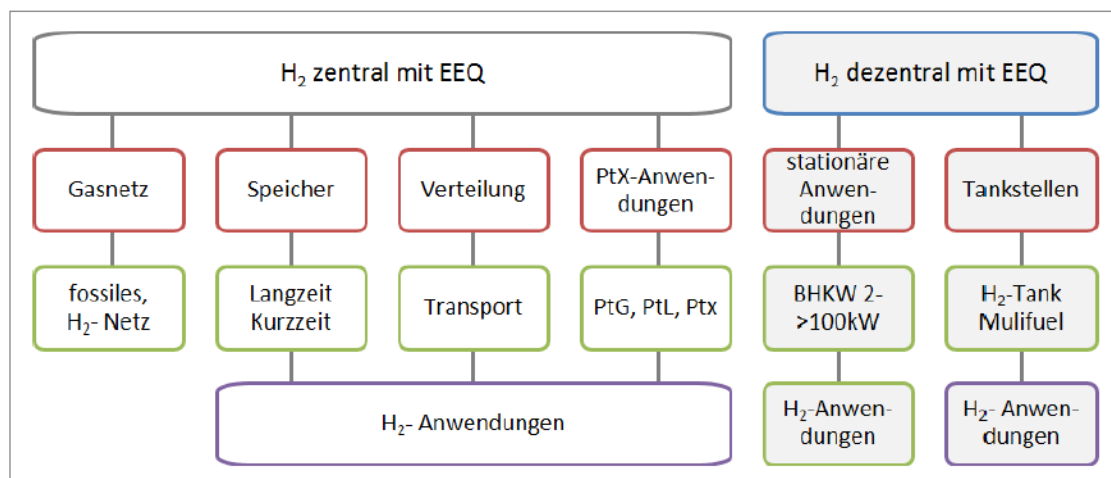 H₂ zentral mit EEQ
H₂ dezentral mit EEQ
Gasnetz
Speicher
Verteilung
PtX-Anwen-
dungen
stationäre
Anwen-
dungen
Tankstellen
fossiles,
H₂- Netz
Langzeit
Kurzzeit
Transport
PtG, PtL, Ptx
BHKW 2-
>100kW
H₂-Tank
Mulifuel
H₂- Anwendungen
H₂-Anwen-
dungen
H₂- Anwen-
dungen